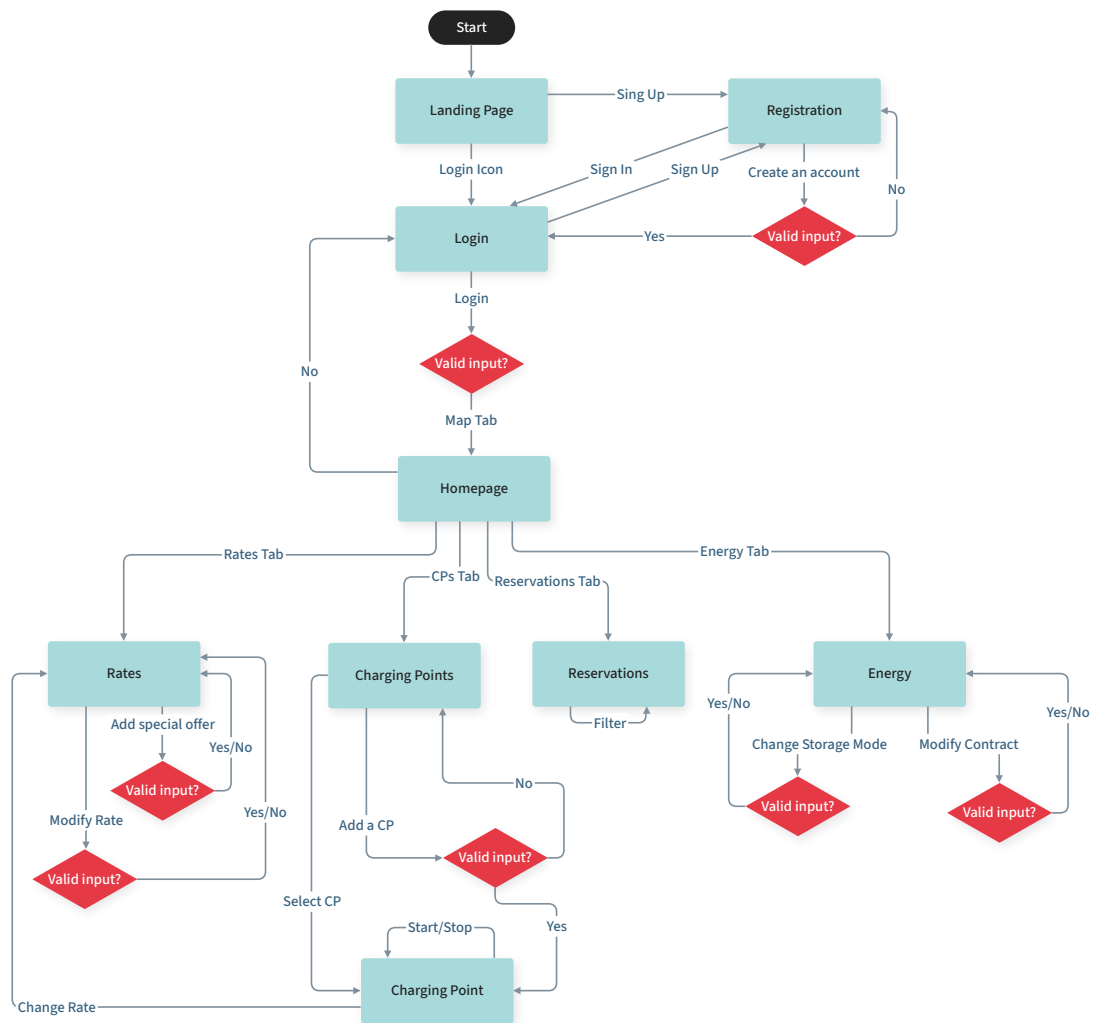 Start
Landing Page
Sing Up
Registration
Login Icon
Sign In
Sign Up
Create an account
No
Login
Yes
Valid input?
Login
Valid input?
No
Map Tab
Homepage
Rates Tab
CPs Tab
Reservations Tab
Energy Tab
Rates
Charging Points
Reservations
Energy
Add special offer
Yes/No
Filter
Yes/No
Yes/No
Change Storage Mode
Modify Contract
Valid input?
No
Valid input?
Valid input?
Modify Rate
Yes/No
Add a CP
Valid input?
Valid input?
Select CP
Start/Stop
Yes
Charging Point
Change Rate